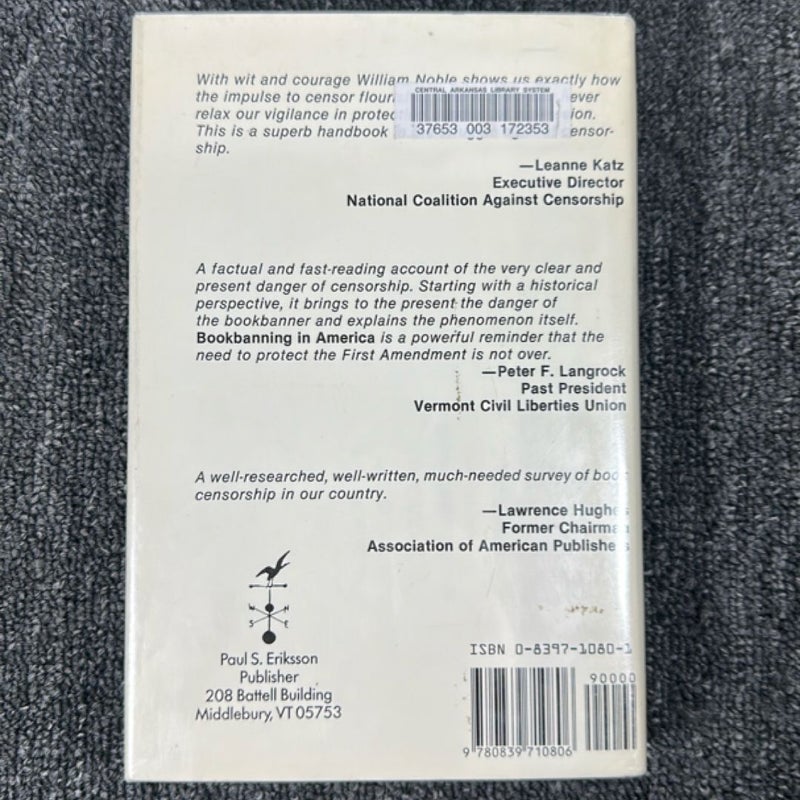 With wit and courage William Noble shows us exactly how
the impulse to censor flour ever
relax our vigilance in protec ion.
This is a superb handbook ensor-
ship.
CENTRAL ARKANSAS LIBRARY SYSTEM
37653 003 172353
—Leanne Katz
Executive Director
National Coalition Against Censorship
A factual and fast-reading account of the very clear and
present danger of censorship. Starting with a historical
perspective, it brings to the present the danger of
the bookbanner and explains the phenomenon itself.
Bookbanning in America is a powerful reminder that the
need to protect the First Amendment is not over.
—Peter F. Langrock
Past President
Vermont Civil Liberties Union
A well-researched, well-written, much-needed survey of book
censorship in our country.
—Lawrence Hughes
Former Chairman
Association of American Publishers
W N
S E
Paul S. Eriksson
Publisher
208 Battell Building
Middlebury, VT 05753
ISBN 0-8397-1080-1
90000
9 780839 710806